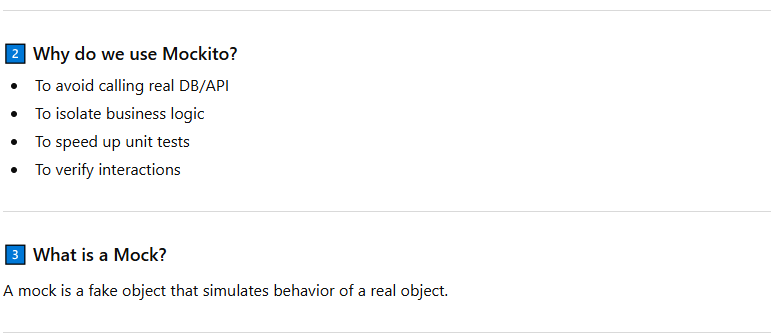 2 Why do we use Mockito?
• To avoid calling real DB/API
• To isolate business logic
• To speed up unit tests
• To verify interactions
3 What is a Mock?
A mock is a fake object that simulates behavior of a real object.